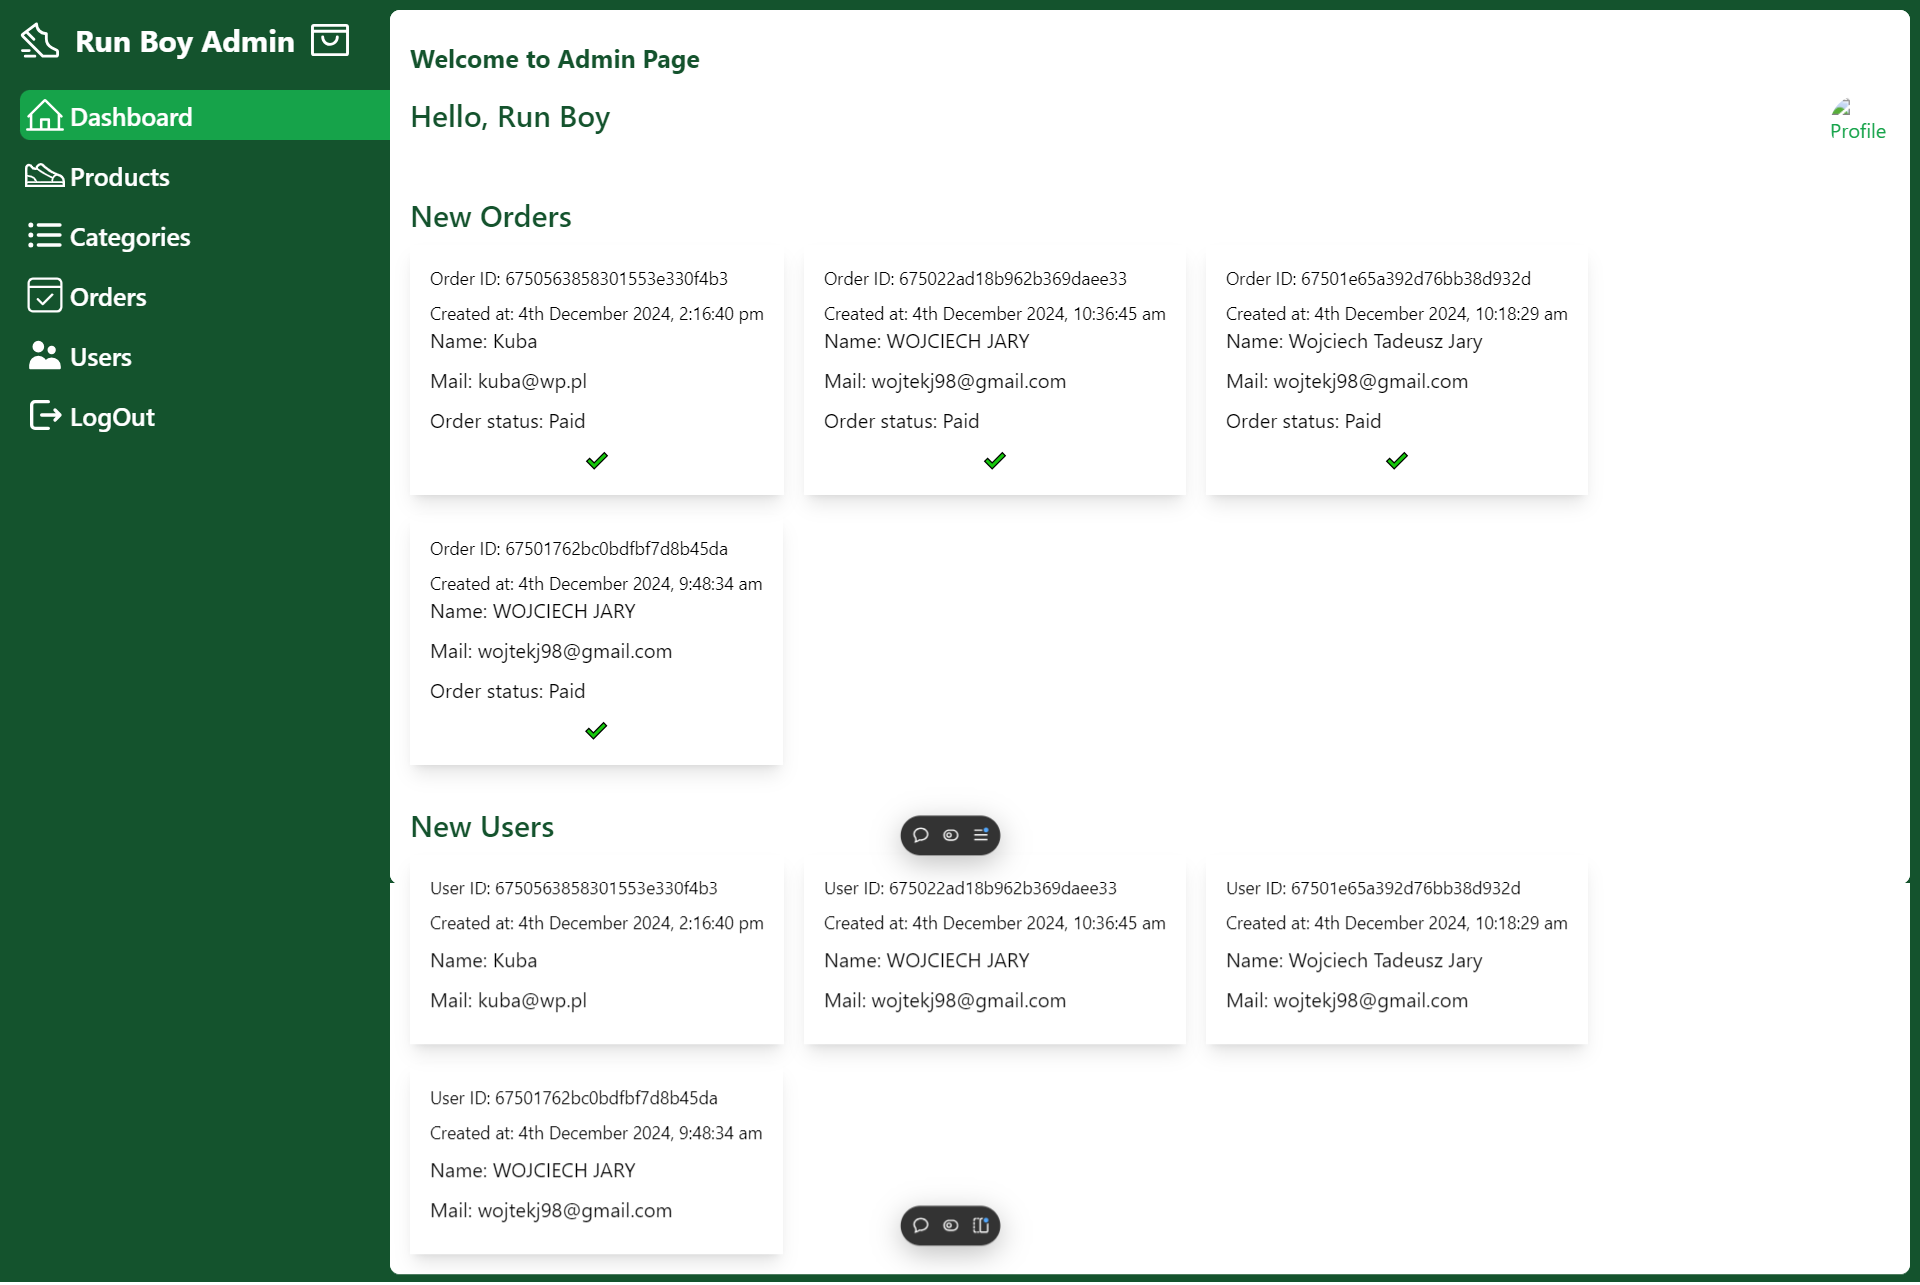 Run Boy Admin
Dashboard
Products
Categories
Orders
Users
LogOut
Welcome to Admin Page
Hello, Run Boy
Profile
New Orders
Order ID: 6750563858301553e330f4b3
Created at: 4th December 2024, 2:16:40 pm
Name: Kuba
Mail: kuba@wp.pl
Order status: Paid
Order ID: 675022ad18b962b369daee33
Created at: 4th December 2024, 10:36:45 am
Name: WOJCIECH JARY
Mail: wojtekj98@gmail.com
Order status: Paid
Order ID: 67501e65a392d76bb38d932d
Created at: 4th December 2024, 10:18:29 am
Name: Wojciech Tadeusz Jary
Mail: wojtekj98@gmail.com
Order status: Paid
Order ID: 67501762bc0bdfbf7d8b45da
Created at: 4th December 2024, 9:48:34 am
Name: WOJCIECH JARY
Mail: wojtekj98@gmail.com
Order status: Paid
New Users
User ID: 6750563858301553e330f4b3
Created at: 4th December 2024, 2:16:40 pm
Name: Kuba
Mail: kuba@wp.pl
User ID: 675022ad18b962b369daee33
Created at: 4th December 2024, 10:36:45 am
Name: WOJCIECH JARY
Mail: wojtekj98@gmail.com
User ID: 67501e65a392d76bb38d932d
Created at: 4th December 2024, 10:18:29 am
Name: Wojciech Tadeusz Jary
Mail: wojtekj98@gmail.com
User ID: 67501762bc0bdfbf7d8b45da
Created at: 4th December 2024, 9:48:34 am
Name: WOJCIECH JARY
Mail: wojtekj98@gmail.com